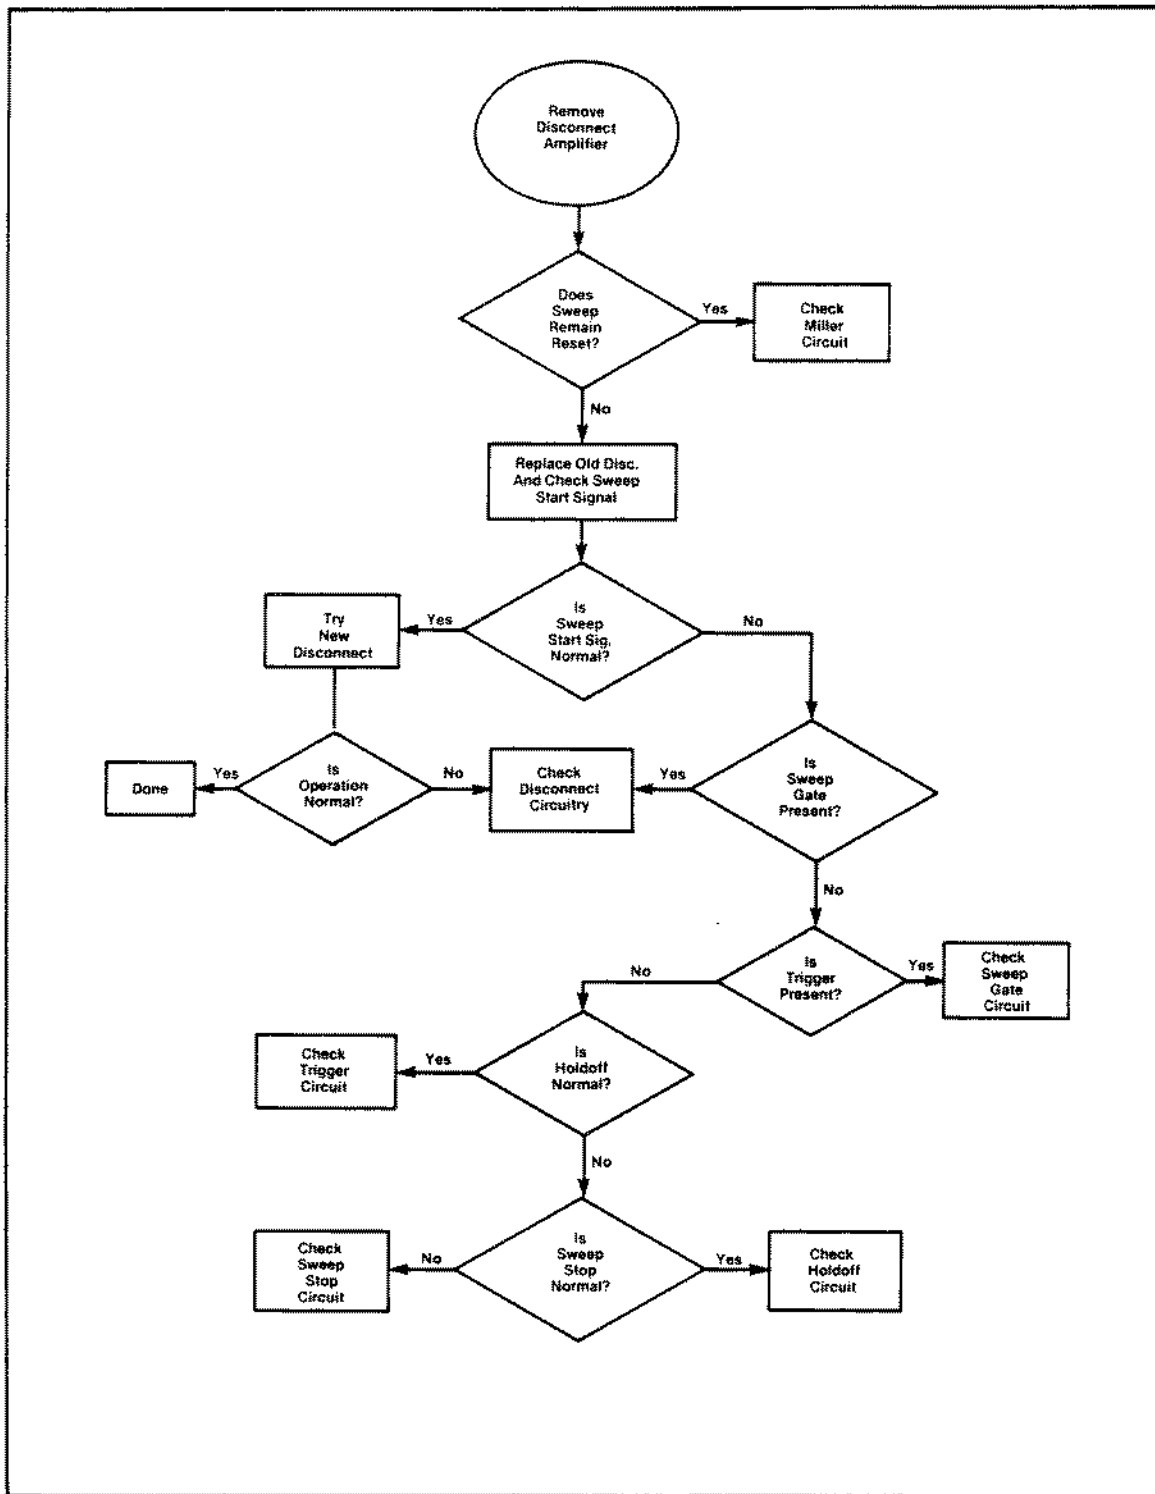 Remove
Disconnect
Amplifier
Does
Sweep
Remain
Reset?
Yes
Check
Miller
Circuit
No
Replace Old Disc.
And Check Sweep
Start Signal
Try
New
Disconnect
Yes
Is
Sweep
Start Sig.
Normal?
No
Done
Yes
Is
Operation
Normal?
No
Check
Disconnect
Circuitry
Yes
Is
Sweep
Gate
Present?
No
Is
Trigger
Present?
Yes
Check
Sweep
Gate
Circuit
No
Check
Trigger
Circuit
Yes
Is
Holdoff
Normal?
No
Check
Sweep
Stop
Circuit
No
Is
Sweep
Stop
Normal?
Yes
Check
Holdoff
Circuit